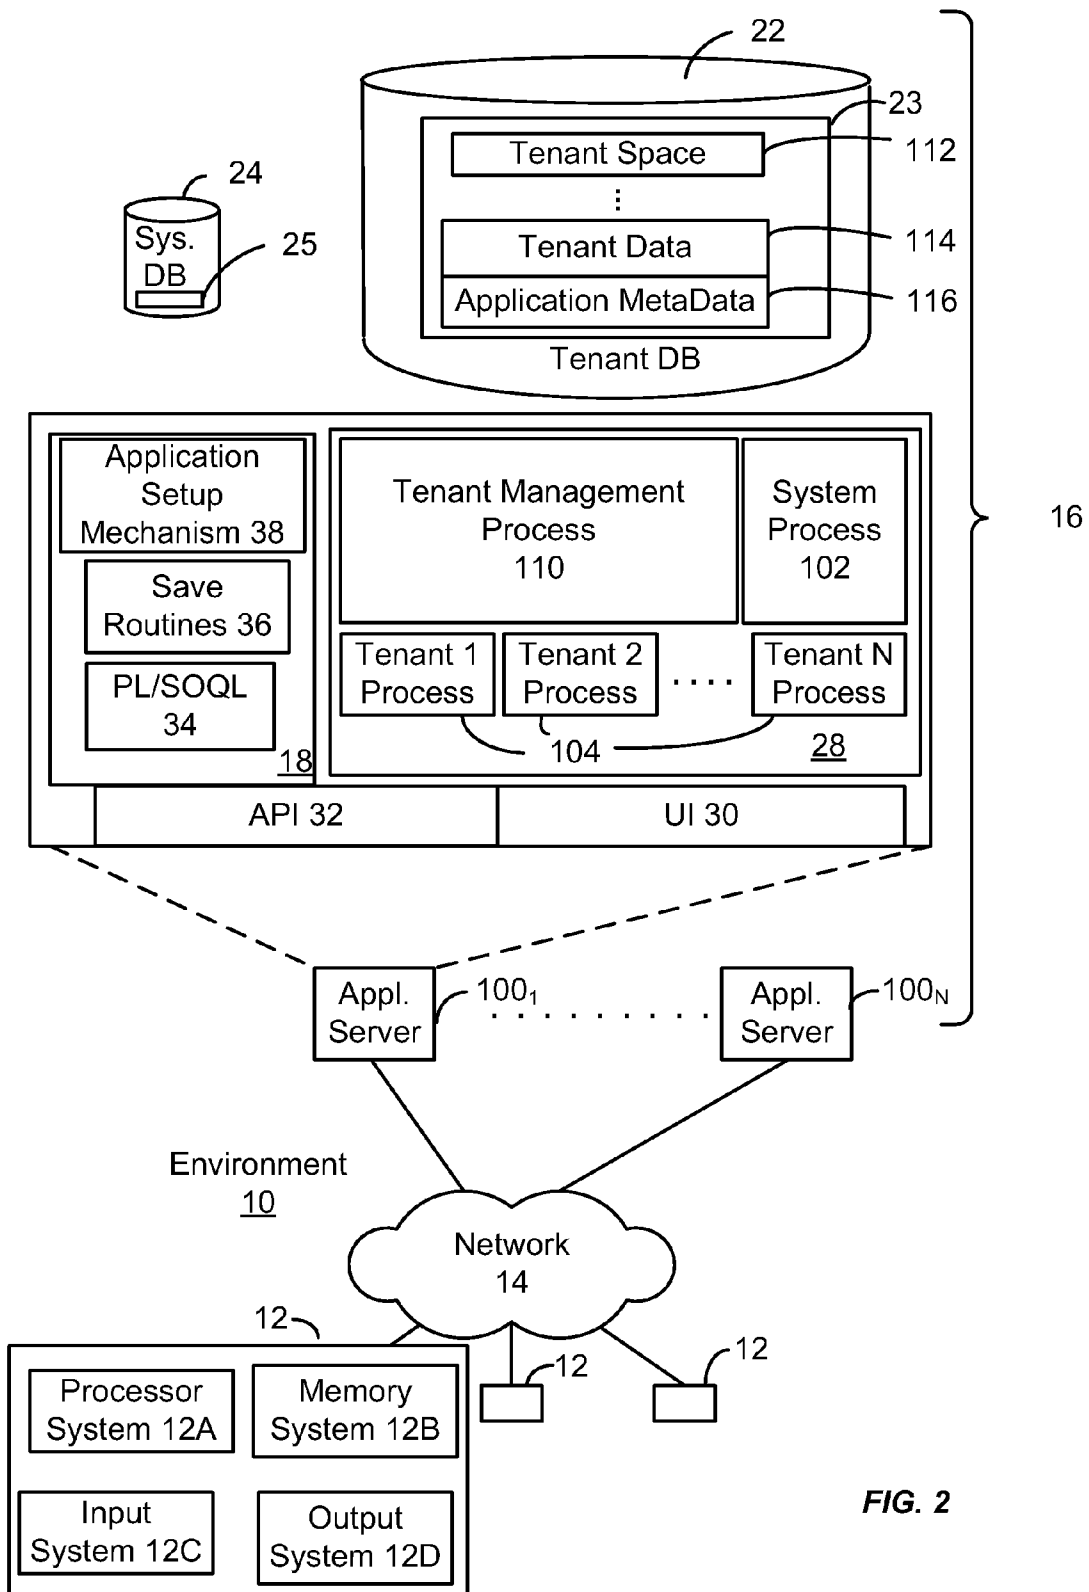 22
23
Tenant Space
112
24
Sys.
DB
25
Tenant Data
114
Application MetaData
116
Tenant DB
16
Application
Setup
Mechanism 38
Tenant Management
Process
110
System
Process
102
Save
Routines 36
Tenant 1
Process
Tenant 2
Process
Tenant N
Process
PL/SOQL
34
104
28
18
API 32
UI 30
Appl.
Server
100₁
Appl.
Server
100N
Environment
10
Network
14
12
12
12
Processor
System 12A
Memory
System 12B
Input
System 12C
Output
System 12D
FIG. 2